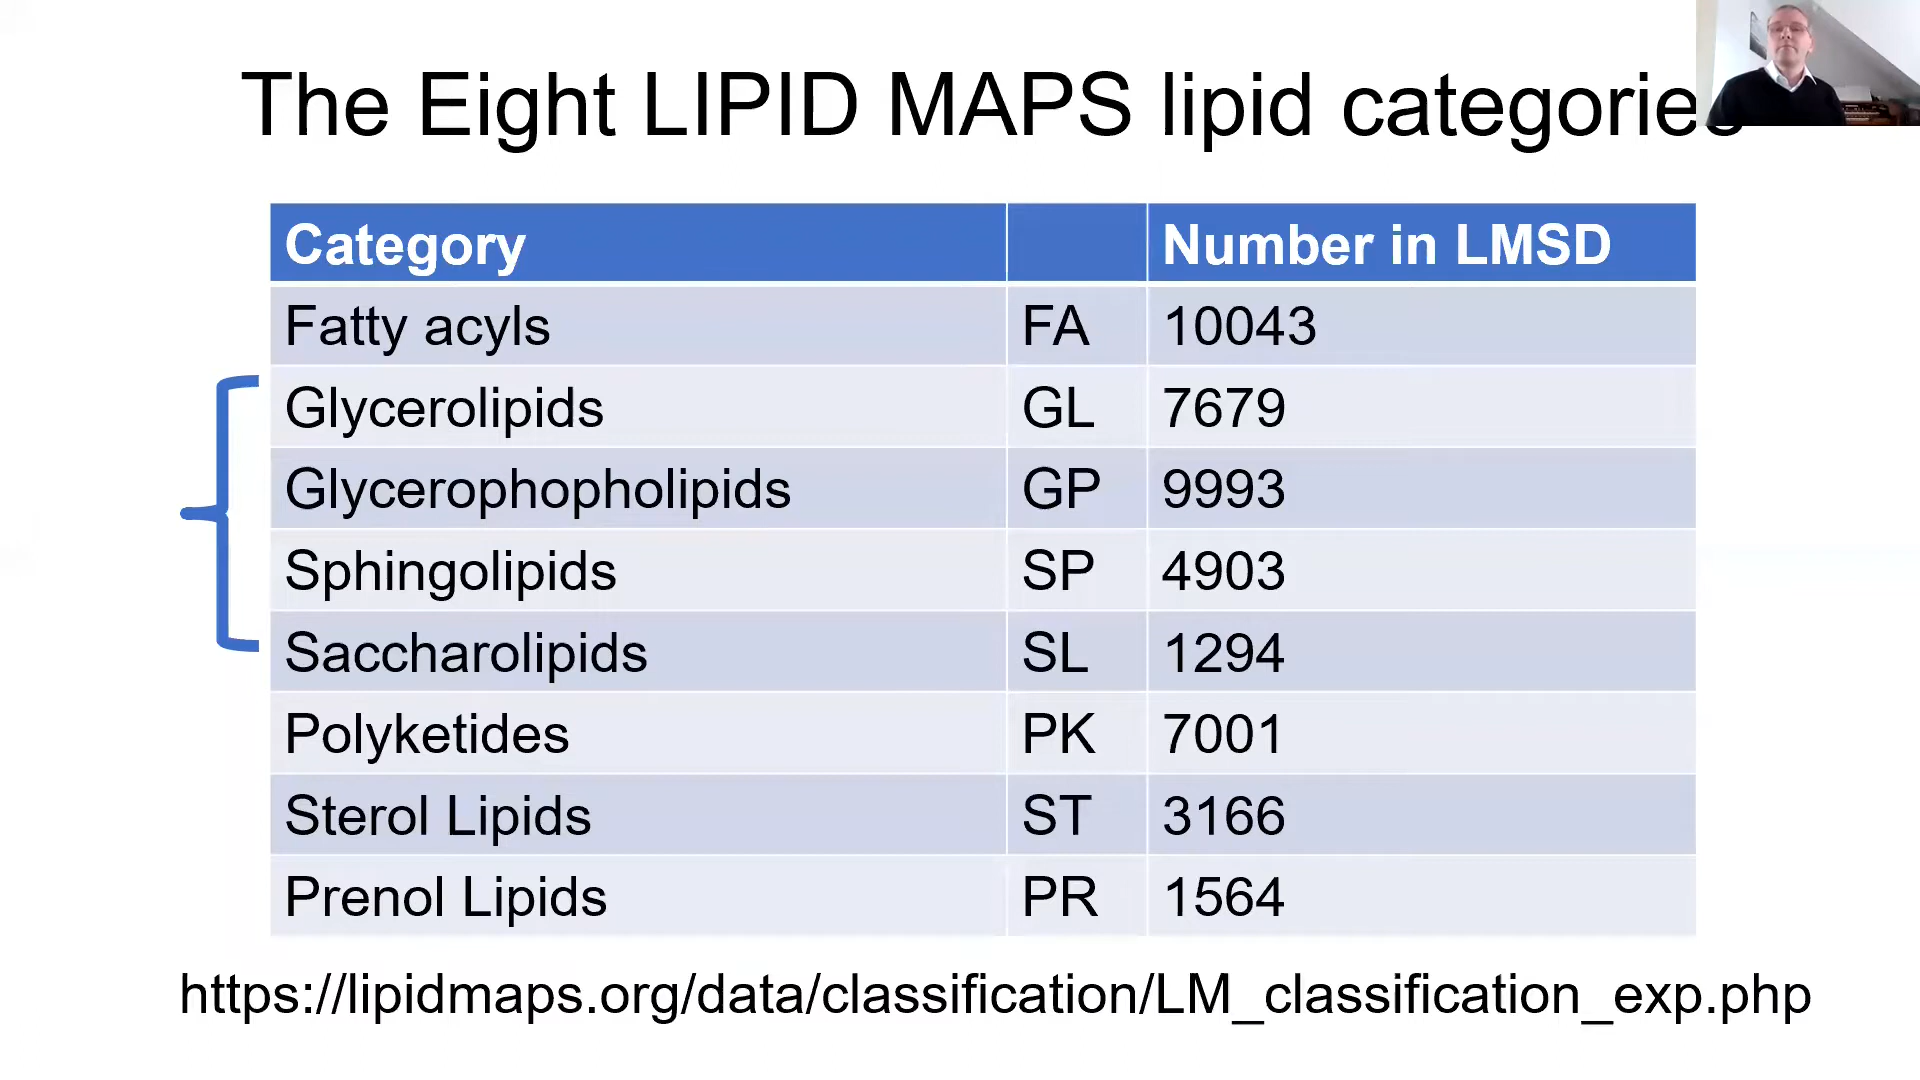 The Eight LIPID MAPS lipid categories
Category Number in LMSD
Fatty acyls FA 10043
Glycerolipids GL 7679
Glycerophopholipids GP 9993
Sphingolipids SP 4903
Saccharolipids SL 1294
Polyketides PK 7001
Sterol Lipids ST 3166
Prenol Lipids PR 1564
https://lipidmaps.org/data/classification/LM_classification_exp.php